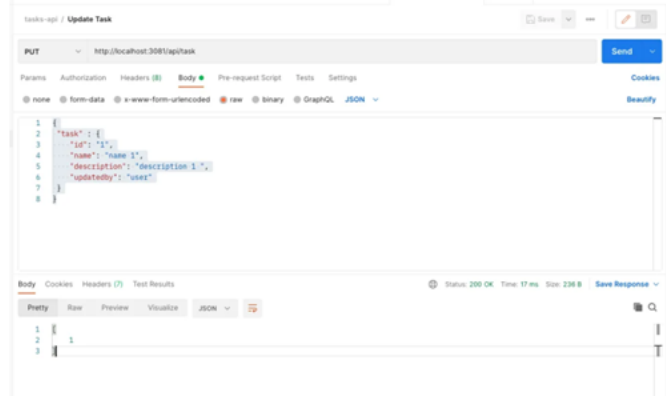 tasks-api / Update Task
Save
PUT http://localhost:3081/api/task Send
Params Authorization Headers (8) Body Pre-request Script Tests Settings Cookies
none form-data x-www-form-urlencoded raw binary GraphQL JSON Beautify
1 {
2 "task" : {
3 "id": "1",
4 "name": "name 1",
5 "description": "description 1 ",
6 "updatedby": "user"
7 }
8 }
Body Cookies Headers (7) Test Results Status: 200 OK Time: 17 ms Size: 236 B Save Response
Pretty Raw Preview Visualize JSON
1 [
2 1
3 ]